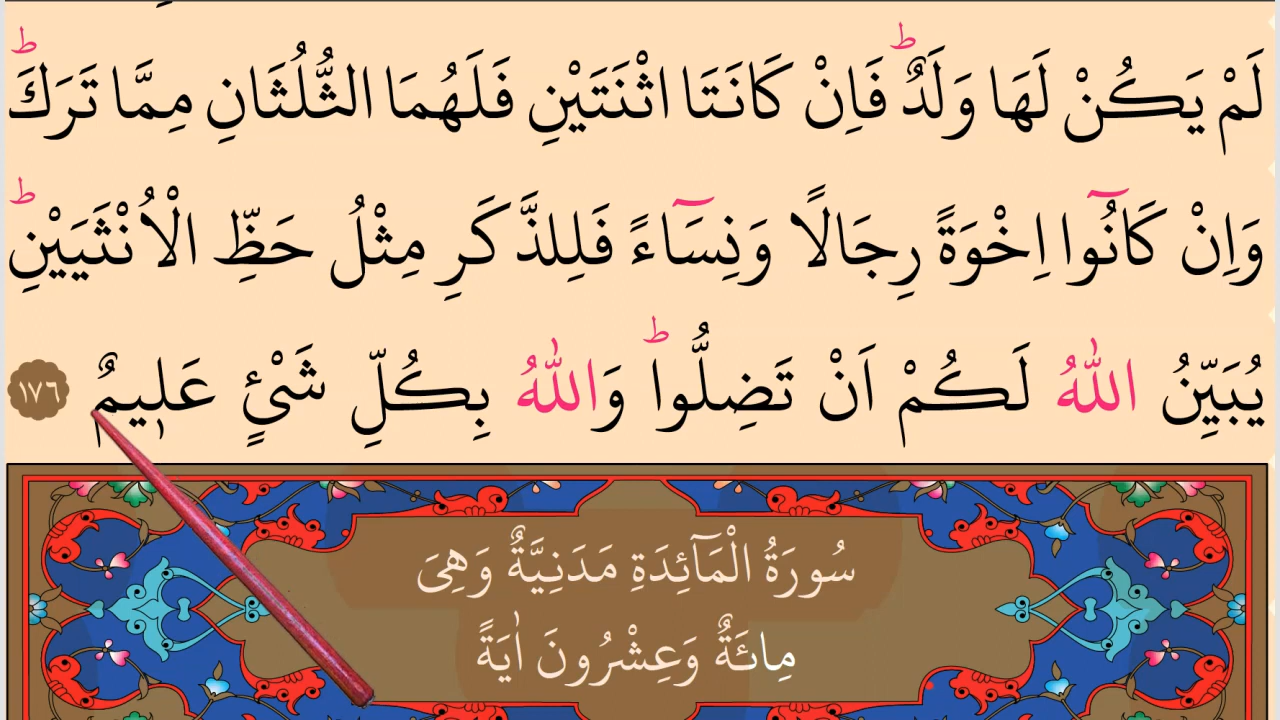 لَمْ يَكُنْ لَهَا وَلَدٌ ؕ فَاِنْ كَانَتَا اثْنَتَيْنِ فَلَهُمَا الثُّلُثَانِ مِمَّا تَرَكَ ؕ
وَاِنْ كَانُٓوا اِخْوَةً رِجَالًا وَنِسَٓاءً فَلِلذَّكَرِ مِثْلُ حَظِّ الْاُنْثَيَيْنِ ؕ
يُبَيِّنُ اللّٰهُ لَكُمْ اَنْ تَضِلُّوا ؕ وَاللّٰهُ بِكُلِّ شَيْءٍ عَل۪يمٌ ١٧٦
سُورَةُ الْمَٓائِدَةِ مَدَنِيَّةٌ وَهِىَ
مِائَةٌ وَعِشْرُونَ اٰيَةً